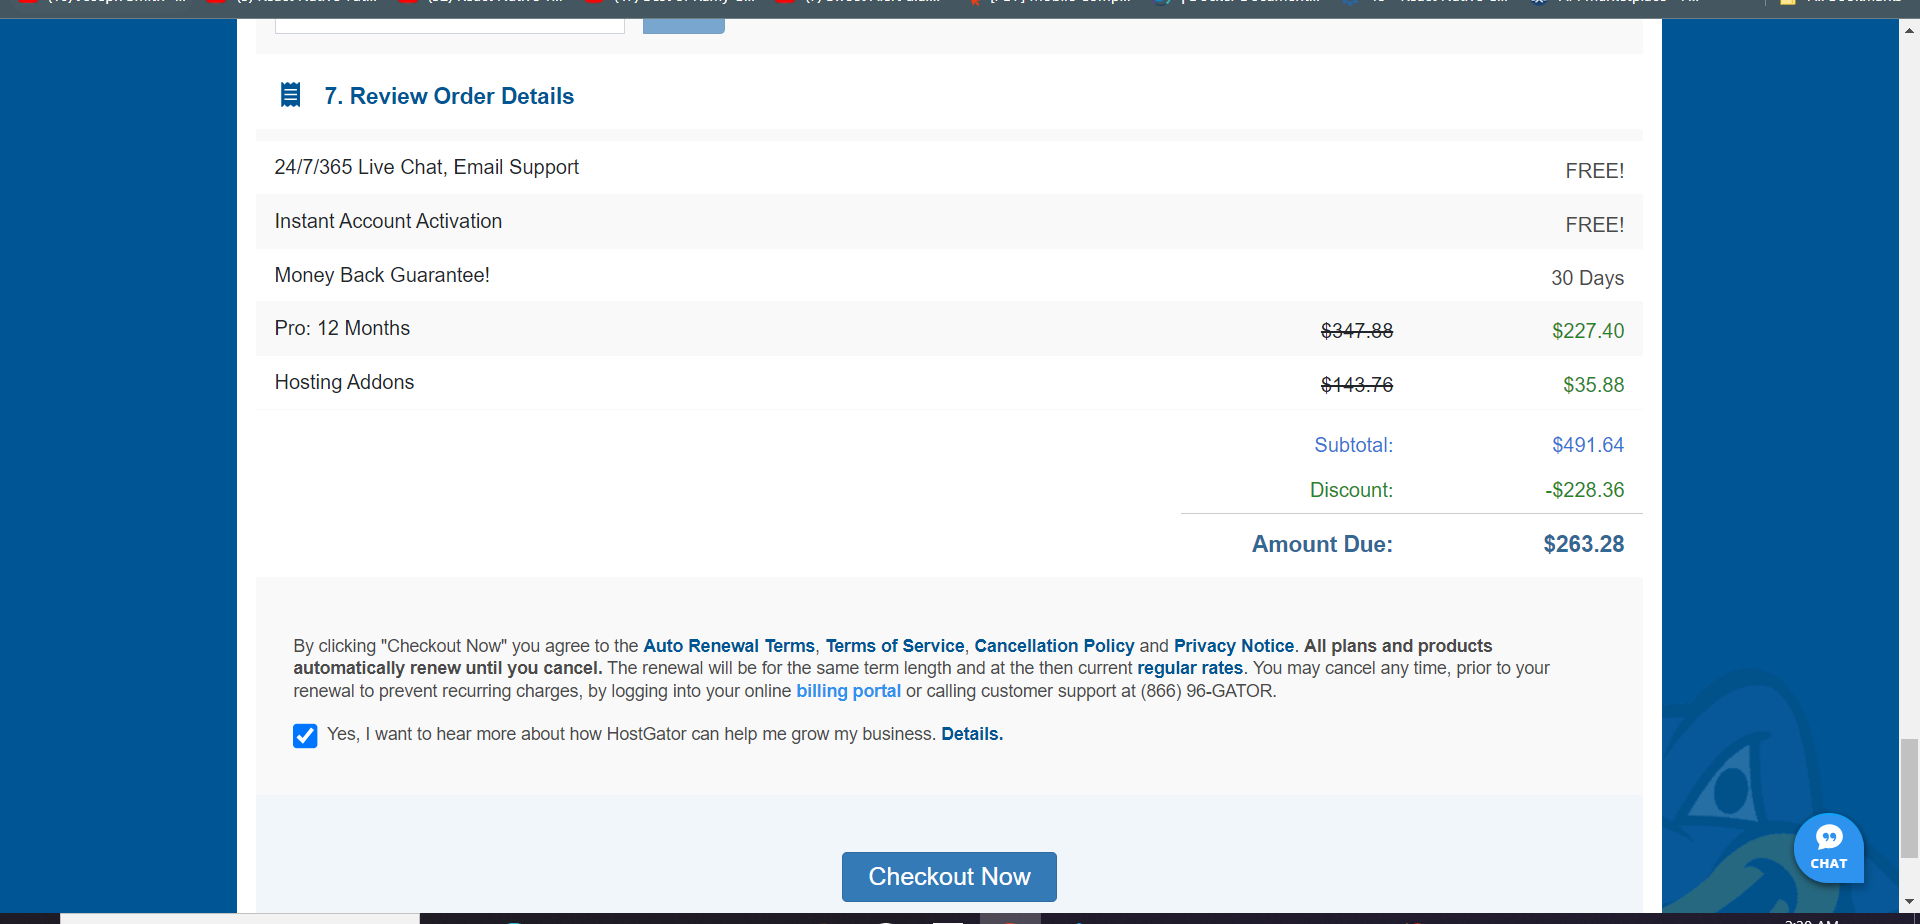 7. Review Order Details
24/7/365 Live Chat, Email Support FREE!
Instant Account Activation FREE!
Money Back Guarantee! 30 Days
Pro: 12 Months $347.88 $227.40
Hosting Addons $143.76 $35.88
Subtotal: $491.64
Discount: -$228.36
Amount Due: $263.28
By clicking "Checkout Now" you agree to the Auto Renewal Terms, Terms of Service, Cancellation Policy and Privacy Notice. All plans and products
automatically renew until you cancel. The renewal will be for the same term length and at the then current regular rates. You may cancel any time, prior to your
renewal to prevent recurring charges, by logging into your online billing portal or calling customer support at (866) 96-GATOR.
Yes, I want to hear more about how HostGator can help me grow my business. Details.
CHAT
Checkout Now